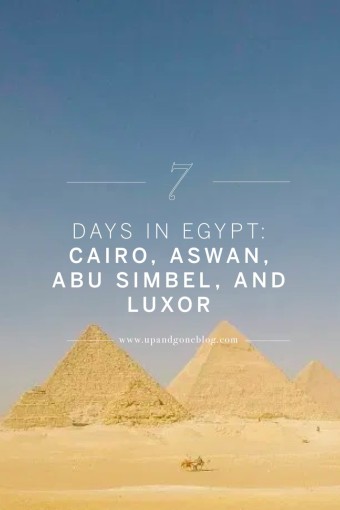 7
DAYS IN EGYPT:
CAIRO, ASWAN,
ABU SIMBEL, AND
LUXOR
www.upandgoneblog.com